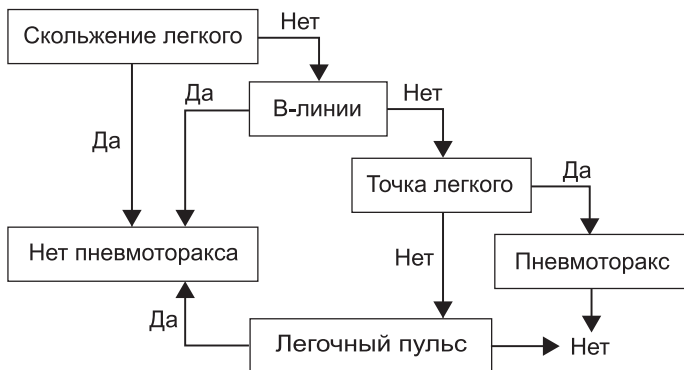 Скольжение легкого
Нет
Да
В-линии
Нет
Да
Точка легкого
Да
Нет пневмоторакса
Нет
Пневмоторакс
Да
Легочный пульс
Нет